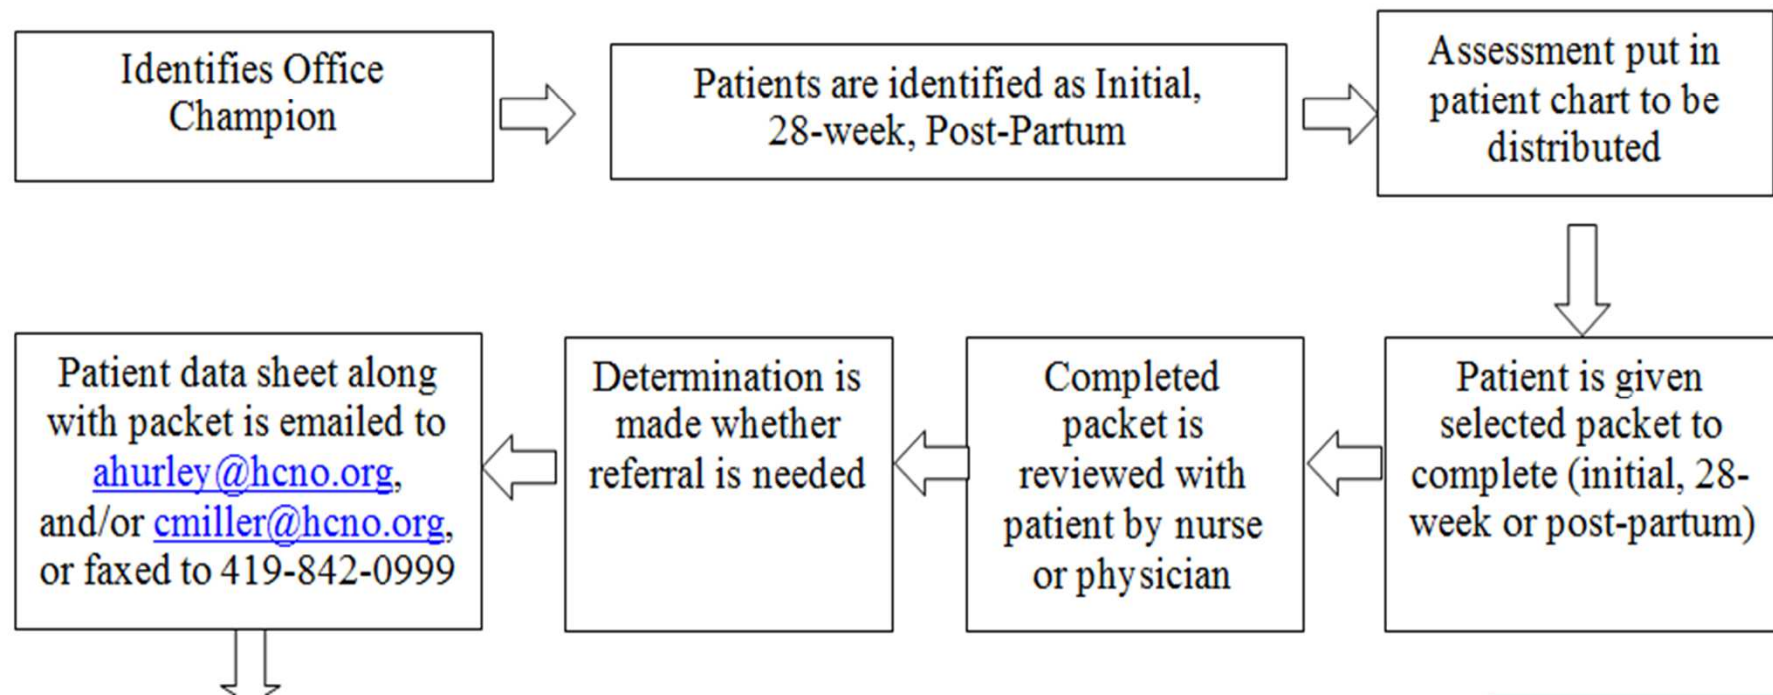 Identifies Office
Champion
Patients are identified as Initial,
28-week, Post-Partum
Assessment put in
patient chart to be
distributed
Patient is given
selected packet to
complete (initial, 28-
week or post-partum)
Completed
packet is
reviewed with
patient by nurse
or physician
Determination is
made whether
referral is needed
Patient data sheet along
with packet is emailed to
ahurley@hcno.org,
and/or cmiller@hcno.org,
or faxed to 419-842-0999